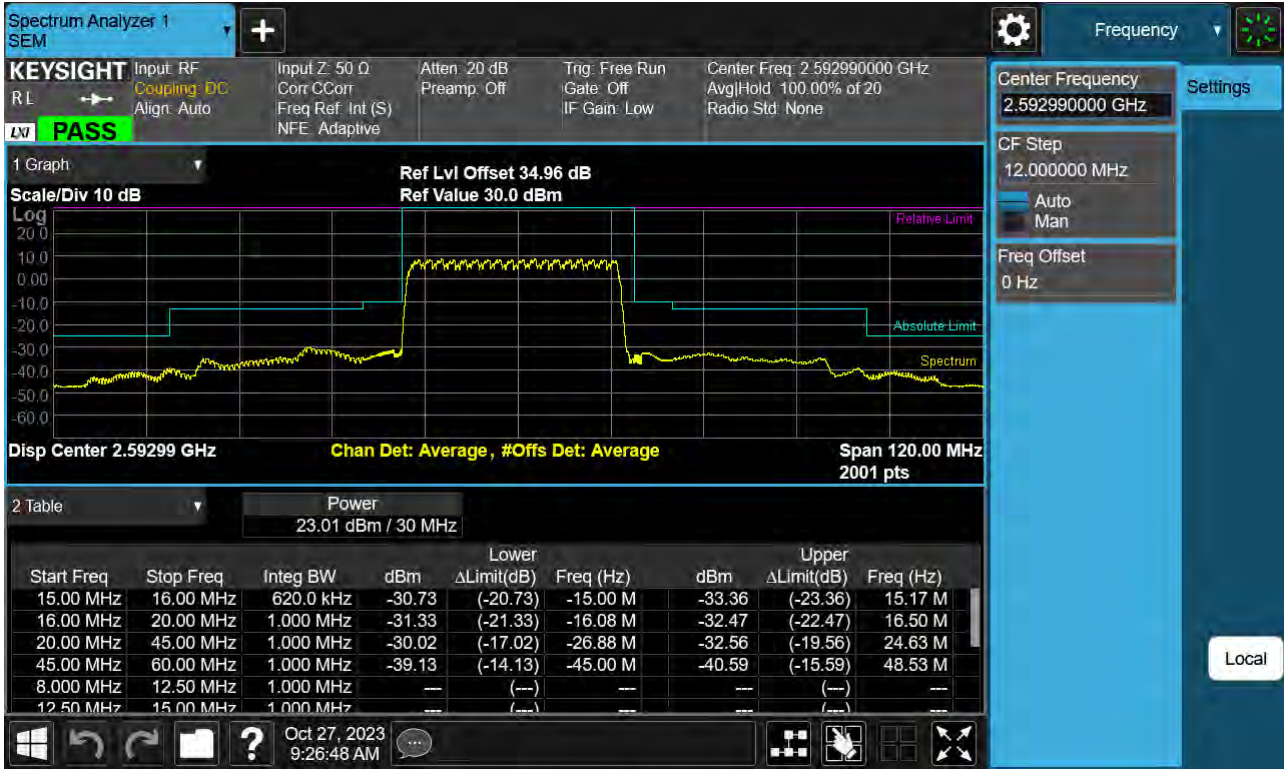 Spectrum Analyzer 1
SEM
+
Frequency
KEYSIGHT
RL
LXI
PASS
Input: RF
Coupling: DC
Align: Auto
Input Z: 50 Ω
Corr CCorr
Freq Ref: Int (S)
NFE: Adaptive
Atten: 20 dB
Preamp: Off
Trig: Free Run
Gate: Off
IF Gain: Low
Center Freq: 2.592990000 GHz
Avg|Hold: 100.00% of 20
Radio Std: None
Center Frequency
2.592990000 GHz
Settings
CF Step
12.000000 MHz
Auto
Man
Freq Offset
0 Hz
Local
1 Graph
Scale/Div 10 dB
Ref Lvl Offset 34.96 dB
Ref Value 30.0 dBm
Log
20.0
10.0
0.00
-10.0
-20.0
-30.0
-40.0
-50.0
-60.0
Relative Limit
Absolute Limit
Spectrum
Disp Center 2.59299 GHz Chan Det: Average, #Offs Det: Average Span 120.00 MHz
2001 pts
2 Table
Power
23.01 dBm / 30 MHz
Lower Upper
Start Freq Stop Freq Integ BW dBm ΔLimit(dB) Freq (Hz) dBm ΔLimit(dB) Freq (Hz)
15.00 MHz 16.00 MHz 620.0 kHz -30.73 (-20.73) -15.00 M -33.36 (-23.36) 15.17 M
16.00 MHz 20.00 MHz 1.000 MHz -31.33 (-21.33) -16.08 M -32.47 (-22.47) 16.50 M
20.00 MHz 45.00 MHz 1.000 MHz -30.02 (-17.02) -26.88 M -32.56 (-19.56) 24.63 M
45.00 MHz 60.00 MHz 1.000 MHz -39.13 (-14.13) -45.00 M -40.59 (-15.59) 48.53 M
8.000 MHz 12.50 MHz 1.000 MHz --- (---) --- --- (---) ---
12.50 MHz 15.00 MHz 1.000 MHz --- (---) --- --- (---) ---
?
Oct 27, 2023
9:26:48 AM